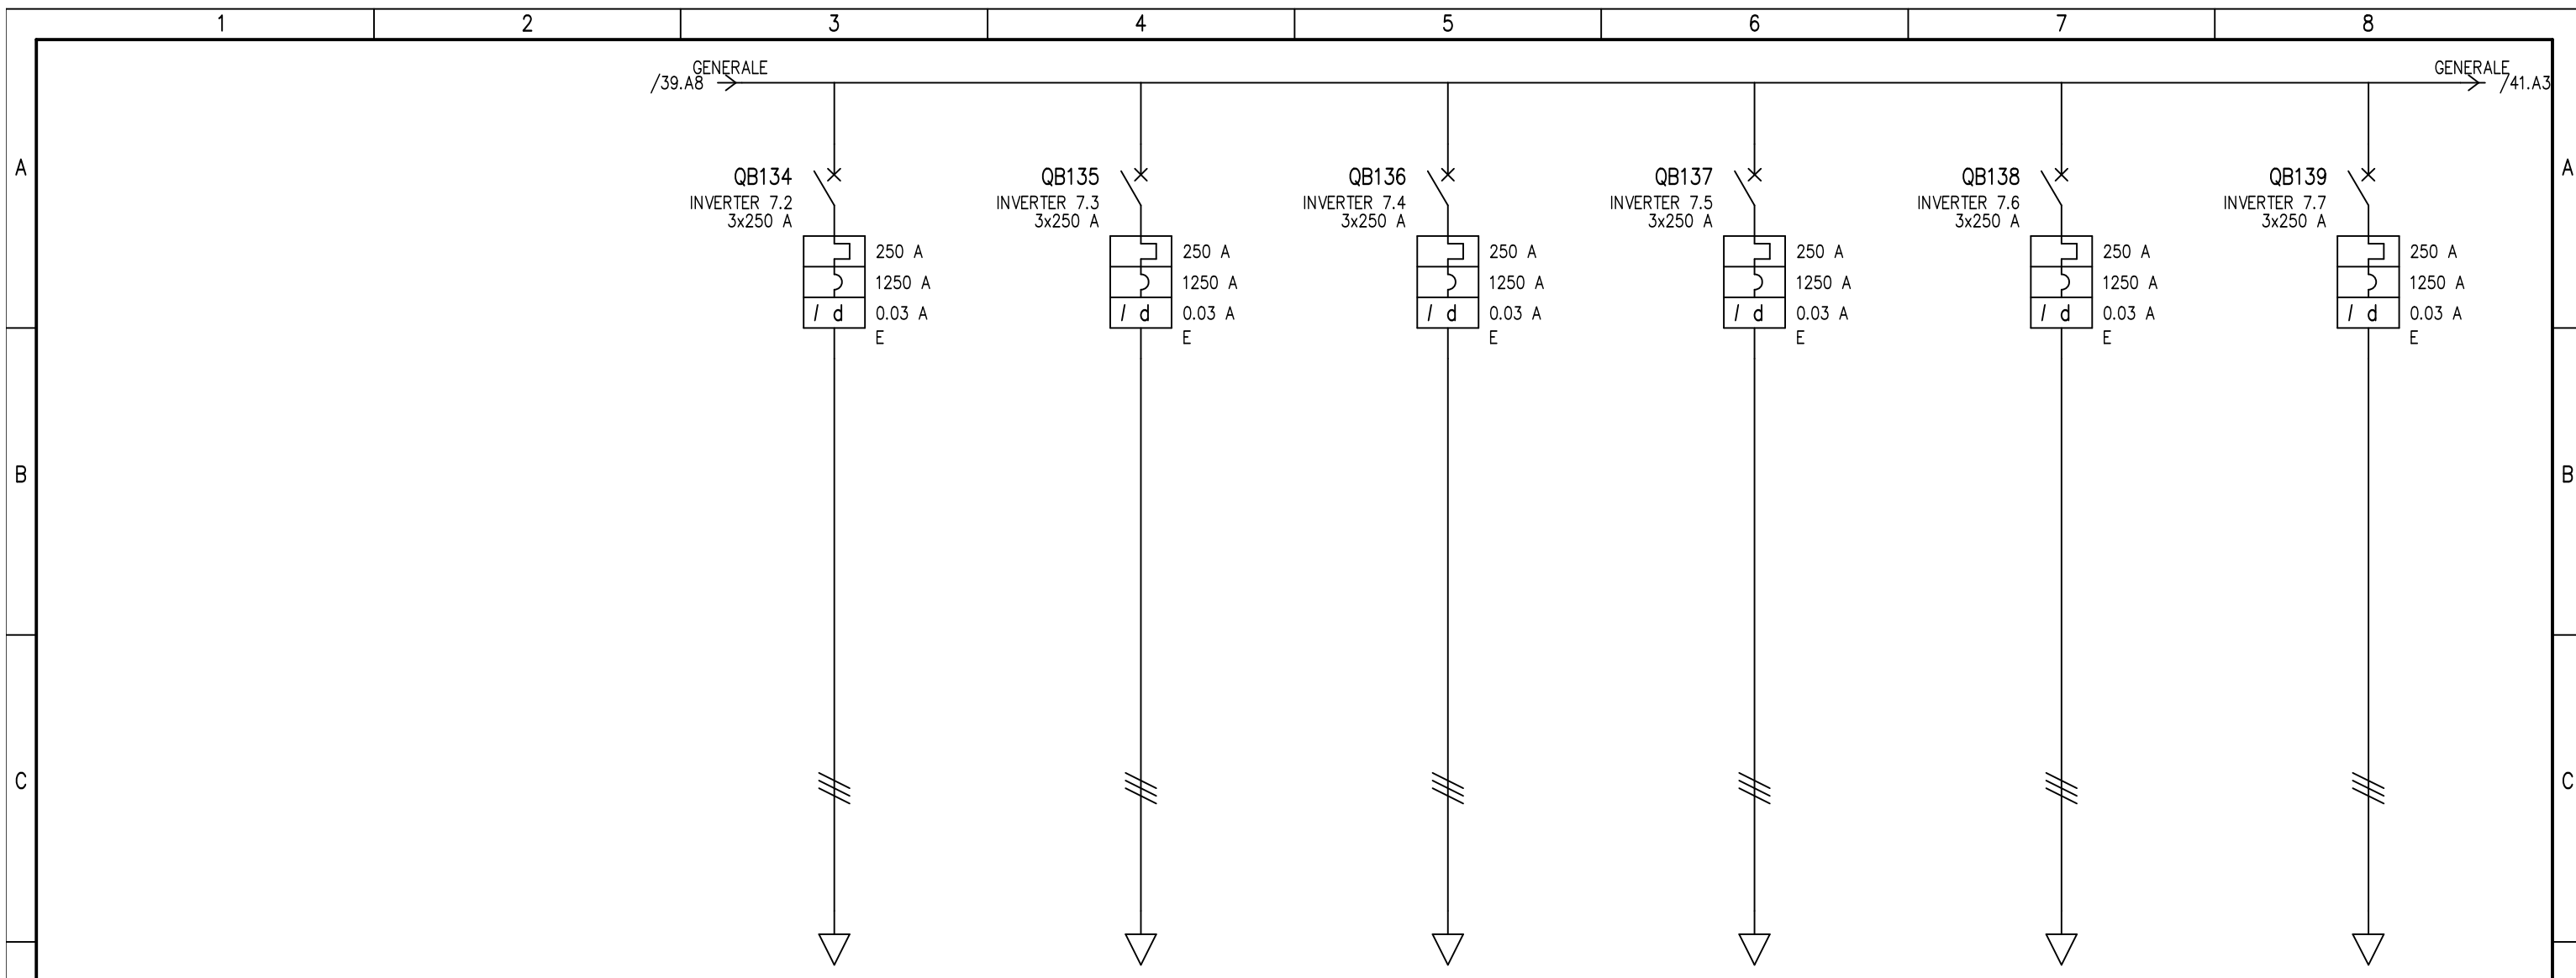 1 2 3 4 5 6 7 8
GENERALE GENERALE
/39.A8 /41.A3
A A
QB134 QB135 QB136 QB137 QB138 QB139
INVERTER 7.2 INVERTER 7.3 INVERTER 7.4 INVERTER 7.5 INVERTER 7.6 INVERTER 7.7
3x250 A 3x250 A 3x250 A 3x250 A 3x250 A 3x250 A
250 A 250 A 250 A 250 A 250 A 250 A
1250 A 1250 A 1250 A 1250 A 1250 A 1250 A
I d 0.03 A I d 0.03 A I d 0.03 A I d 0.03 A I d 0.03 A I d 0.03 A
E E E E E E
B B
C C